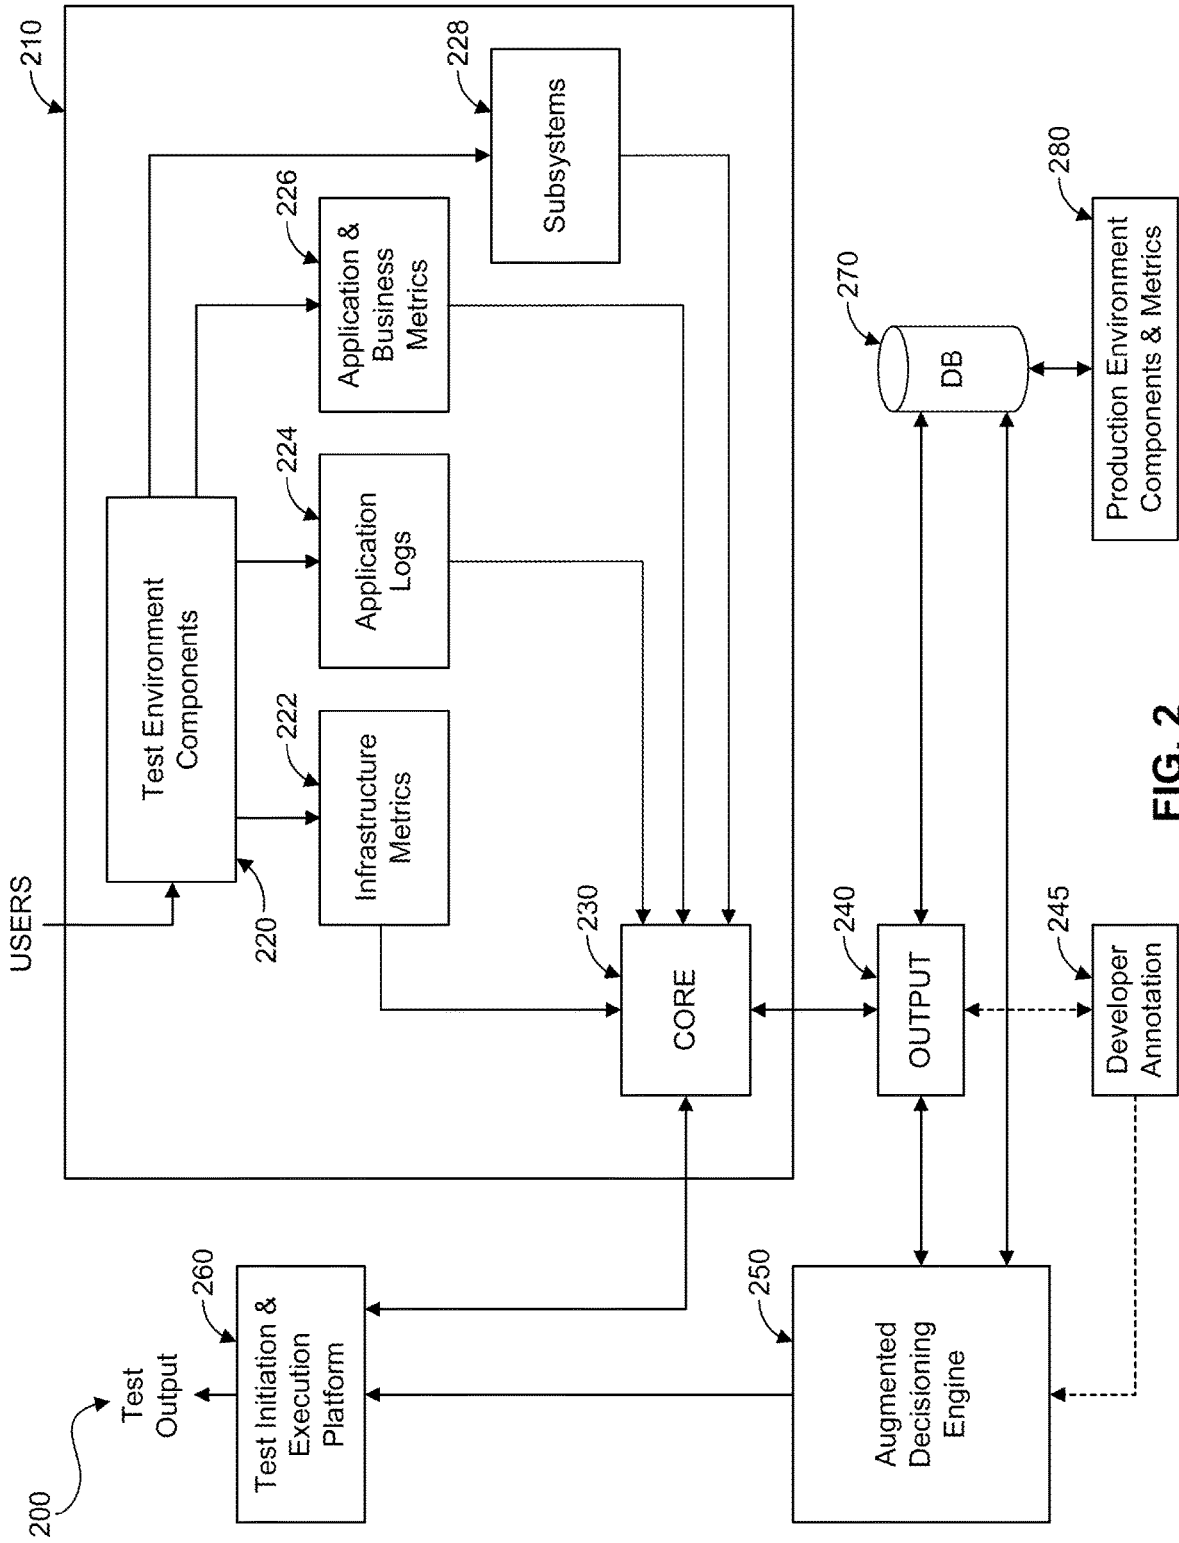 200
Test
Output
260
Test Initiation &
Execution
Platform
250
Augmented
Decisioning
Engine
USERS
210
220
Test Environment
Components
222
Infrastructure
Metrics
224
Application
Logs
226
Application &
Business
Metrics
228
Subsystems
230
CORE
240
OUTPUT
245
Developer
Annotation
270
DB
280
Production Environment
Components & Metrics
FIG. 2